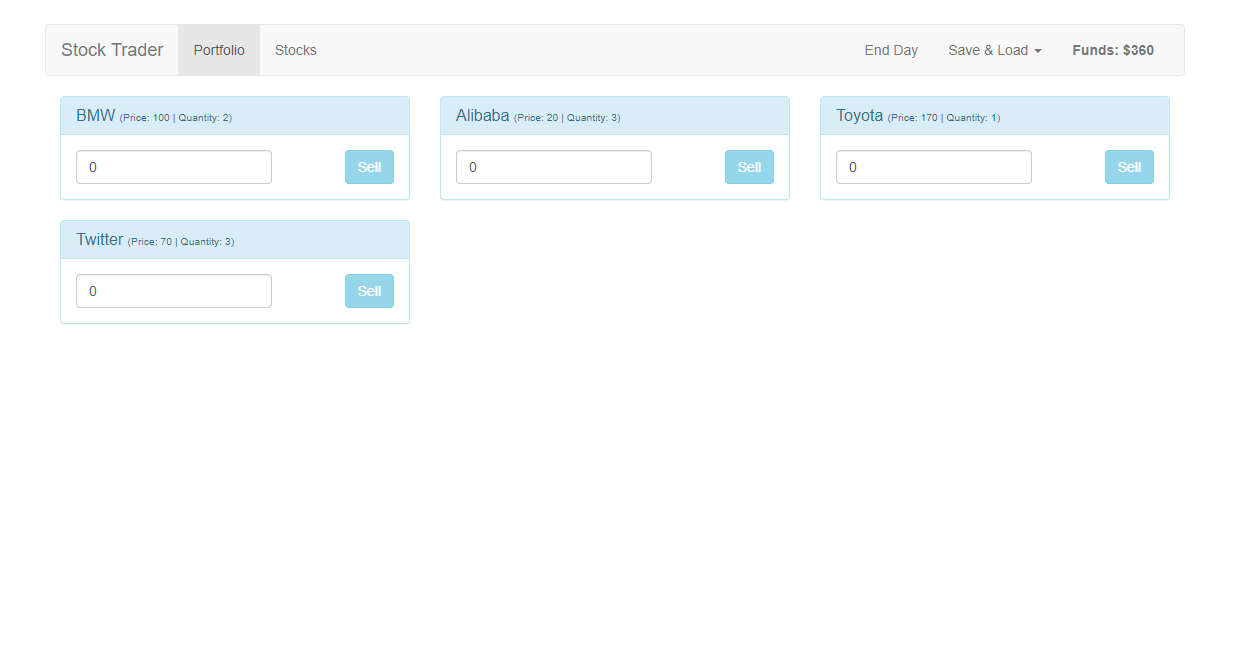 Stock Trader Portfolio Stocks End Day Save & Load Funds: $360
BMW (Price: 100 | Quantity: 2)
0 Sell
Alibaba (Price: 20 | Quantity: 3)
0 Sell
Toyota (Price: 170 | Quantity: 1)
0 Sell
Twitter (Price: 70 | Quantity: 3)
0 Sell